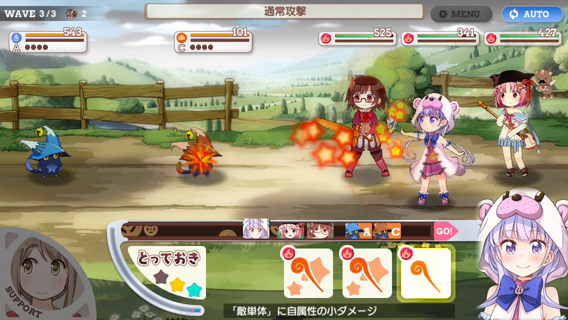 WAVE 3/3 2
通常攻撃
MENU
AUTO
543
A
101
C
525
341
427
A C GO!
とっておき
SUPPORT
「敵単体」に自属性の小ダメージ